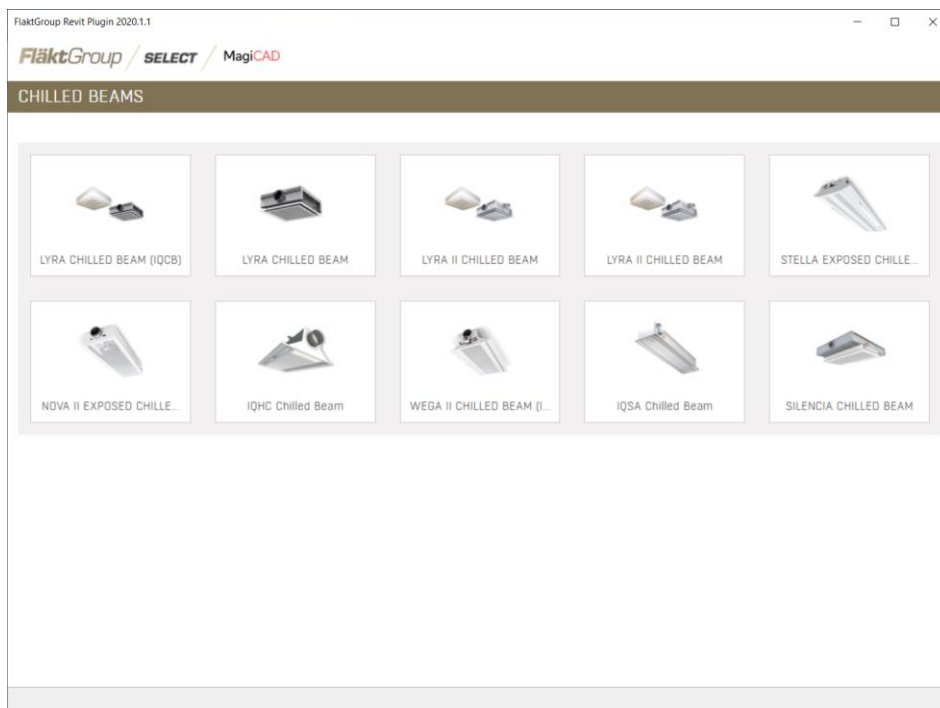 FlaktGroup Revit Plugin 2020.1.1
FläktGroup / SELECT / MagiCAD
CHILLED BEAMS
LYRA CHILLED BEAM (IQCB) LYRA CHILLED BEAM LYRA II CHILLED BEAM LYRA II CHILLED BEAM STELLA EXPOSED CHILLE...
NOVA II EXPOSED CHILLE... IQHC Chilled Beam WEGA II CHILLED BEAM (I... IQSA Chilled Beam SILENCIA CHILLED BEAM